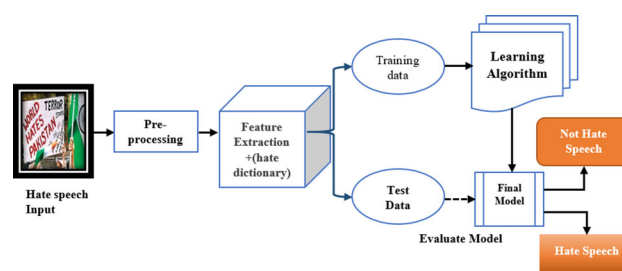 WORLD
HATES
PAKISTAN
TERROR
Hate speech
Input
Pre-
processing
Feature
Extraction
+(hate
dictionary)
Training
data
Test
Data
Learning
Algorithm
Final
Model
Evaluate Model
Not Hate
Speech
Hate Speech